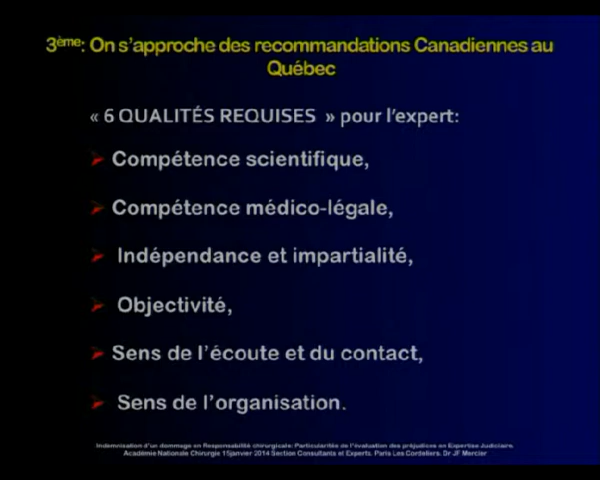 3ème: On s'approche des recommandations Canadiennes au
Québec
« 6 QUALITÉS REQUISES » pour l'expert:
Compétence scientifique,
Compétence médico-légale,
Indépendance et impartialité,
Objectivité,
Sens de l'écoute et du contact,
Sens de l'organisation.
Indemnisation d'un dommage en Responsabilité chirurgicale: Particularités de l'évaluation des préjudices en Expertise Judiciaire.
Académie Nationale Chirurgie 15janvier 2014 Section Consultants et Experts. Paris Les Cordeliers. Dr JF Mercier